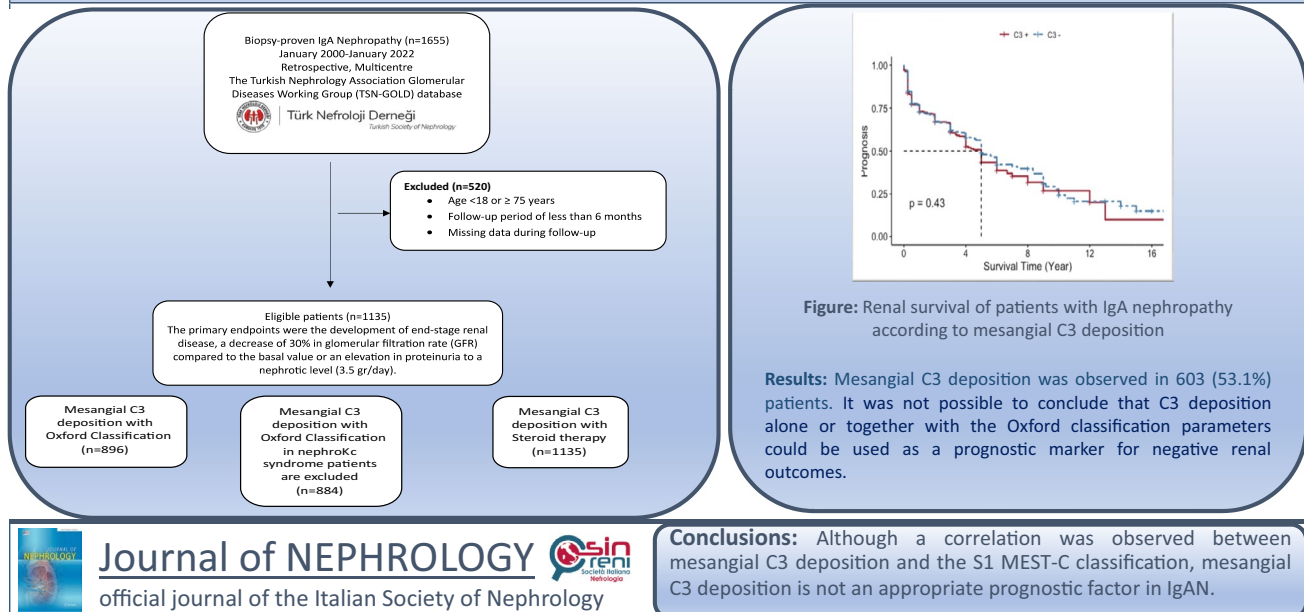 Biopsy-proven IgA Nephropathy (n=1655)
January 2000-January 2022
Retrospective, Multicentre
The Turkish Nephrology Association Glomerular
Diseases Working Group (TSN-GOLD) database
Türk Nefroloji Derneği
Turkish Society of Nephrology
Excluded (n=520)
• Age <18 or ≥ 75 years
• Follow-up period of less than 6 months
• Missing data during follow-up
Eligible patients (n=1135)
The primary endpoints were the development of end-stage renal
disease, a decrease of 30% in glomerular filtration rate (GFR)
compared to the basal value or an elevation in proteinuria to a
nephrotic level (3.5 gr/day).
Mesangial C3
deposition with
Oxford Classification
(n=896)
Mesangial C3
deposition with
Oxford Classification
in nephroKc
syndrome patients
are excluded
(n=884)
Mesangial C3
deposition with
Steroid therapy
(n=1135)
C3 + C3 -
1.00
0.75
0.50
0.25
0.00
Prognosis
p = 0.43
0 4 8 12 16
Survival Time (Year)
Figure: Renal survival of patients with IgA nephropathy
according to mesangial C3 deposition
Results: Mesangial C3 deposition was observed in 603 (53.1%)
patients. It was not possible to conclude that C3 deposition
alone or together with the Oxford classification parameters
could be used as a prognostic marker for negative renal
outcomes.
JOURNAL OF
NEPHROLOGY
Journal of NEPHROLOGY
official journal of the Italian Society of Nephrology
sin
reni
Società Italiana
Nefrologia
Conclusions: Although a correlation was observed between
mesangial C3 deposition and the S1 MEST-C classification, mesangial
C3 deposition is not an appropriate prognostic factor in IgAN.